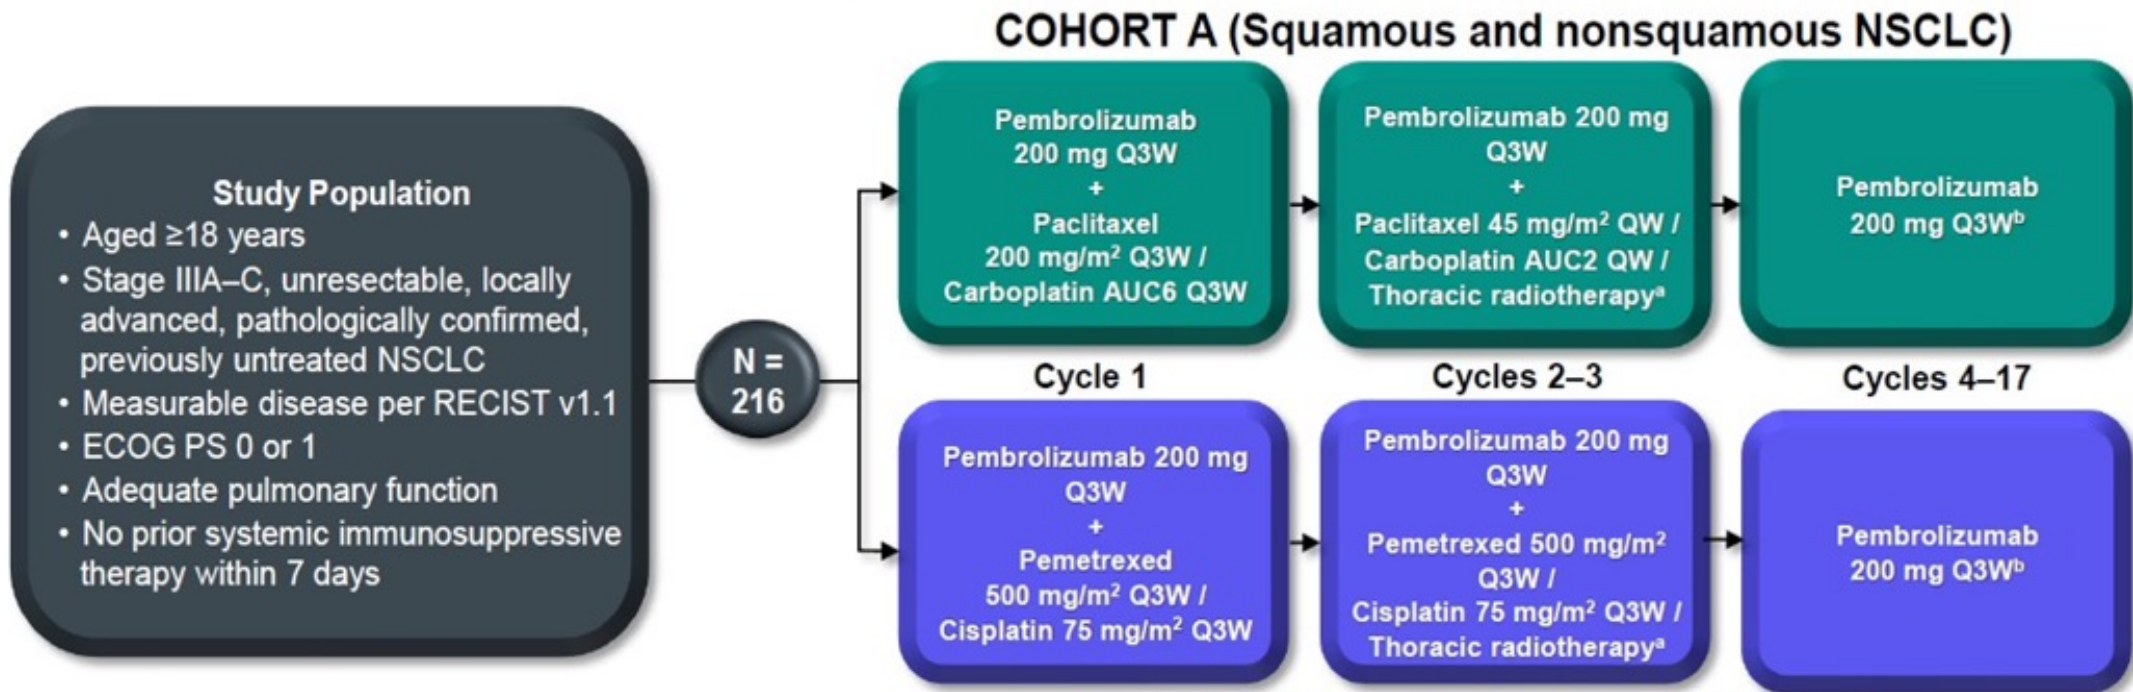 COHORT A (Squamous and nonsquamous NSCLC)
Study Population
• Aged ≥18 years
• Stage IIIA–C, unresectable, locally
advanced, pathologically confirmed,
previously untreated NSCLC
• Measurable disease per RECIST v1.1
• ECOG PS 0 or 1
• Adequate pulmonary function
• No prior systemic immunosuppressive
therapy within 7 days
N =
216
Pembrolizumab
200 mg Q3W
+
Paclitaxel
200 mg/m² Q3W /
Carboplatin AUC6 Q3W
Pembrolizumab 200 mg
Q3W
+
Paclitaxel 45 mg/m² QW /
Carboplatin AUC2 QW /
Thoracic radiotherapyᵃ
Pembrolizumab
200 mg Q3Wᵇ
Cycle 1
Cycles 2–3
Cycles 4–17
Pembrolizumab 200 mg
Q3W
+
Pemetrexed
500 mg/m² Q3W /
Cisplatin 75 mg/m² Q3W
Pembrolizumab 200 mg
Q3W
+
Pemetrexed 500 mg/m²
Q3W /
Cisplatin 75 mg/m² Q3W /
Thoracic radiotherapyᵃ
Pembrolizumab
200 mg Q3Wᵇ